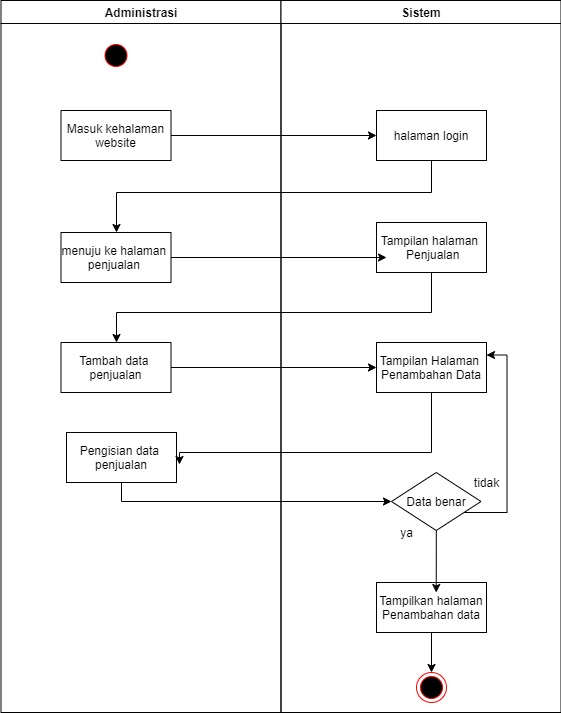 Administrasi
Sistem
Masuk kehalaman
website
halaman login
menuju ke halaman
penjualan
Tampilan halaman
Penjualan
Tambah data
penjualan
Tampilan Halaman
Penambahan Data
Pengisian data
penjualan
tidak
Data benar
ya
Tampilkan halaman
Penambahan data